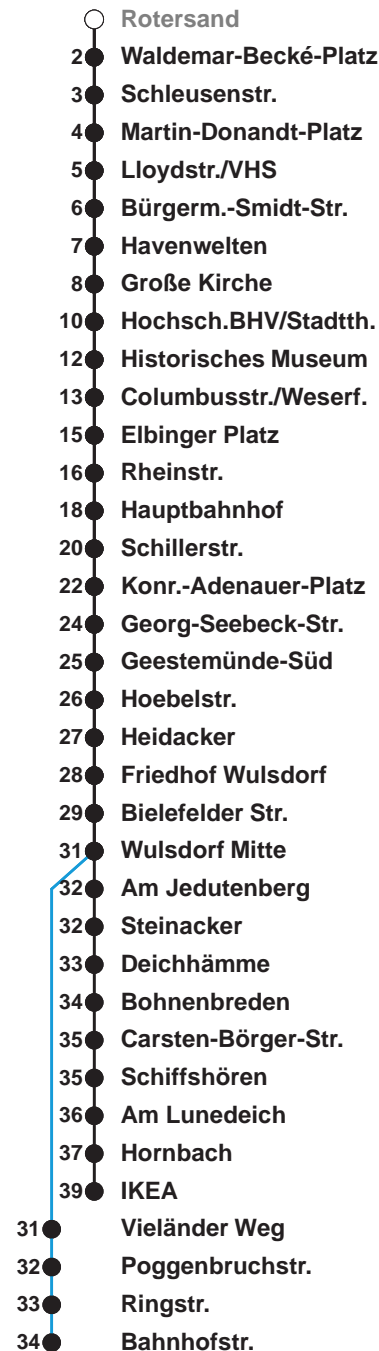 Rotersand
2 Waldemar-Becké-Platz
3 Schleusenstr.
4 Martin-Donandt-Platz
5 Lloydstr./VHS
6 Bürgerm.-Smidt-Str.
7 Havenwelten
8 Große Kirche
10 Hochsch.BHV/Stadtth.
12 Historisches Museum
13 Columbusstr./Weserf.
15 Elbinger Platz
16 Rheinstr.
18 Hauptbahnhof
20 Schillerstr.
22 Konr.-Adenauer-Platz
24 Georg-Seebeck-Str.
25 Geestemünde-Süd
26 Hoebelstr.
27 Heidacker
28 Friedhof Wulsdorf
29 Bielefelder Str.
31 Wulsdorf Mitte
32 Am Jedutenberg
32 Steinacker
33 Deichhämme
34 Bohnenbreden
35 Carsten-Börger-Str.
35 Schiffshören
36 Am Lunedeich
37 Hornbach
39 IKEA
31 Vieländer Weg
32 Poggenbruchstr.
33 Ringstr.
34 Bahnhofstr.